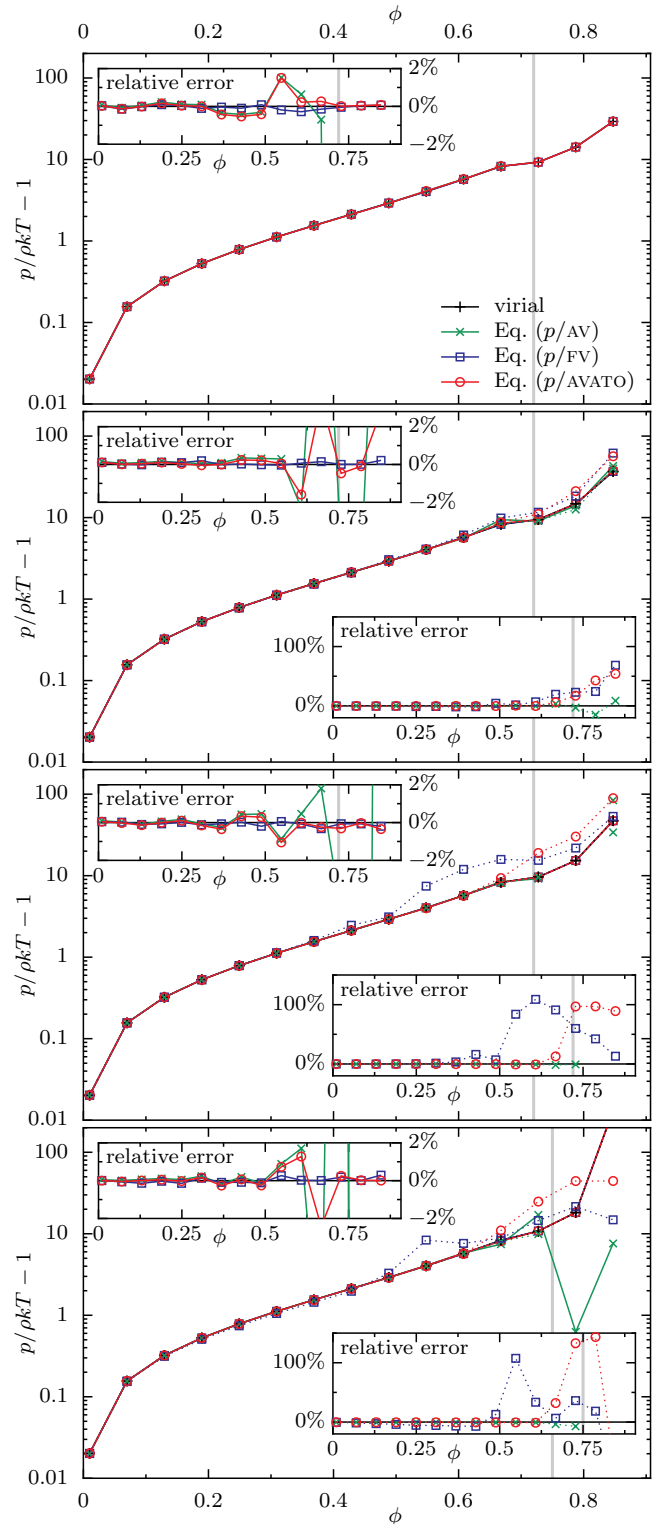 ϕ
0 0.2 0.4 0.6 0.8
100
10
1
0.1
0.01
p/ρkT − 1
relative error
2%
0%
−2%
0.25 0.5 0.75
ϕ
virial
Eq. (p/AV)
Eq. (p/FV)
Eq. (p/AVATO)
100
10
1
0.1
0.01
p/ρkT − 1
relative error
2%
0%
−2%
0.25 0.5 0.75
ϕ
relative error
100%
0%
0 0.25 0.5 0.75
ϕ
100
10
1
0.1
0.01
p/ρkT − 1
relative error
2%
0%
−2%
0.25 0.5 0.75
ϕ
relative error
100%
0%
0 0.25 0.5 0.75
ϕ
100
10
1
0.1
0.01
p/ρkT − 1
relative error
2%
0%
−2%
0.25 0.5 0.75
ϕ
relative error
100%
0%
0 0.25 0.5 0.75
ϕ
0 0.2 0.4 0.6 0.8
ϕ